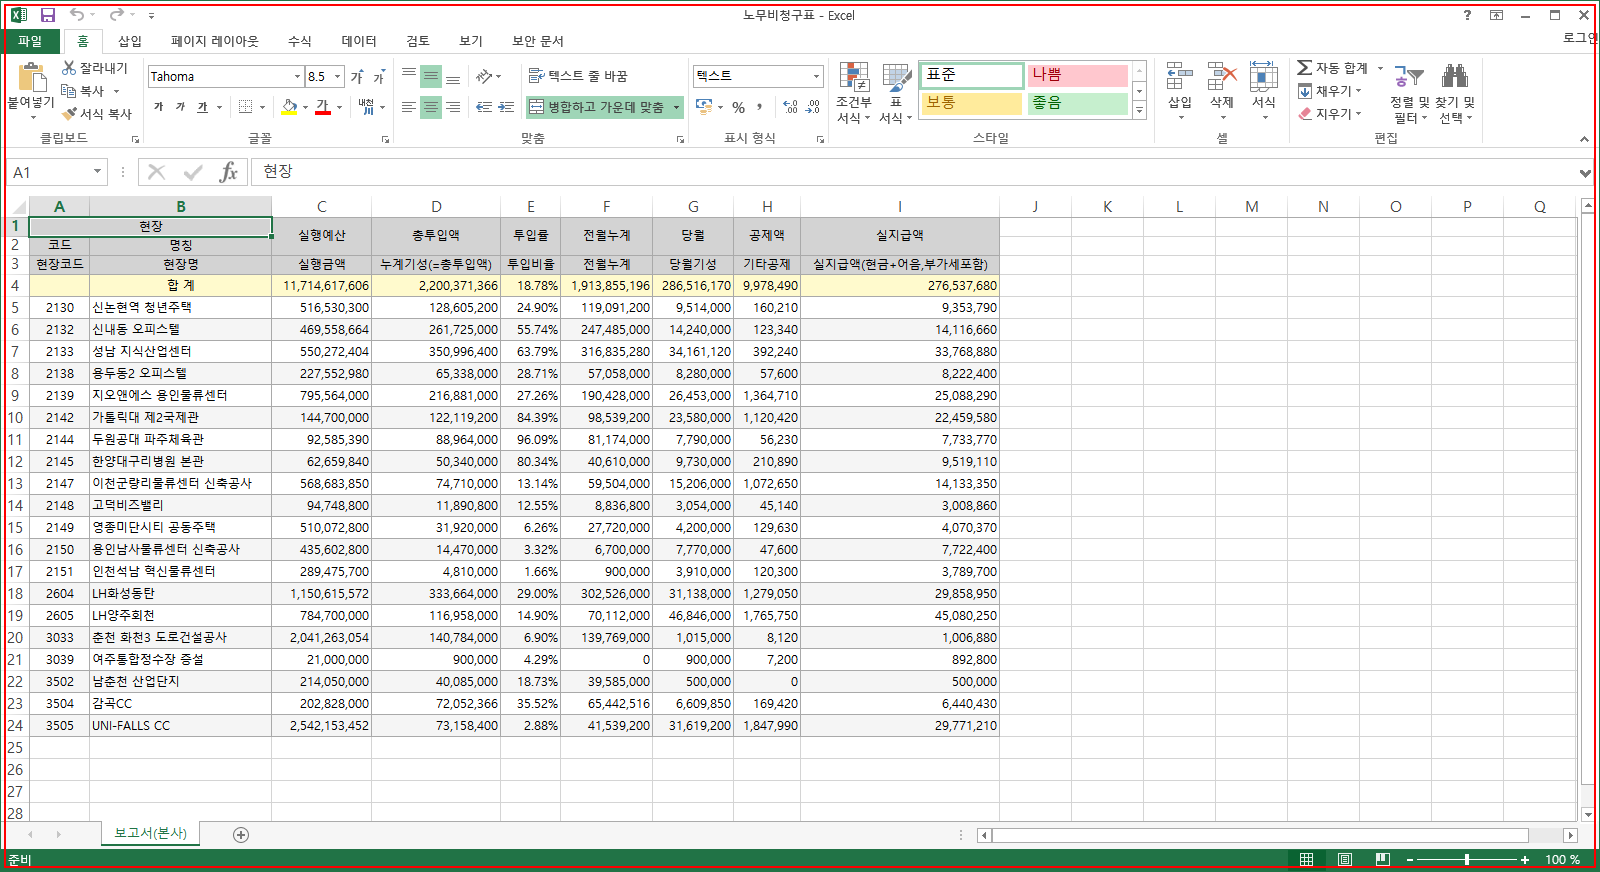 노무비청구표 - Excel
?
로그인
파일 홈 삽입 페이지 레이아웃 수식 데이터 검토 보기 보안 문서
붙여넣기
잘라내기
복사
서식 복사
클립보드
Tahoma 8.5 가 가
가 가 가 가 내천
글꼴
텍스트 줄 바꿈
병합하고 가운데 맞춤
맞춤
텍스트
% ,
표시 형식
조건부 서식
표 서식
표준 나쁨
보통 좋음
스타일
삽입 삭제 서식
셀
자동 합계
채우기
지우기
정렬 및 필터
찾기 및 선택
편집
A1 fx 현장
A B C D E F G H I J K L M N O P Q
1 현장 실행예산 총투입액 투입률 전월누계 당월 공제액 실지급액
2 코드 명칭
3 현장코드 현장명 실행금액 누계기성(=총투입액) 투입비율 전월누계 당월기성 기타공제 실지급액(현금+어음,부가세포함)
4 합 계 11,714,617,606 2,200,371,366 18.78% 1,913,855,196 286,516,170 9,978,490 276,537,680
5 2130 신논현역 청년주택 516,530,300 128,605,200 24.90% 119,091,200 9,514,000 160,210 9,353,790
6 2132 신내동 오피스텔 469,558,664 261,725,000 55.74% 247,485,000 14,240,000 123,340 14,116,660
7 2133 성남 지식산업센터 550,272,404 350,996,400 63.79% 316,835,280 34,161,120 392,240 33,768,880
8 2138 용두동2 오피스텔 227,552,980 65,338,000 28.71% 57,058,000 8,280,000 57,600 8,222,400
9 2139 지오앤에스 용인물류센터 795,564,000 216,881,000 27.26% 190,428,000 26,453,000 1,364,710 25,088,290
10 2142 가톨릭대 제2국제관 144,700,000 122,119,200 84.39% 98,539,200 23,580,000 1,120,420 22,459,580
11 2144 두원공대 파주체육관 92,585,390 88,964,000 96.09% 81,174,000 7,790,000 56,230 7,733,770
12 2145 한양대구리병원 본관 62,659,840 50,340,000 80.34% 40,610,000 9,730,000 210,890 9,519,110
13 2147 이천군량리물류센터 신축공사 568,683,850 74,710,000 13.14% 59,504,000 15,206,000 1,072,650 14,133,350
14 2148 고덕비즈밸리 94,748,800 11,890,800 12.55% 8,836,800 3,054,000 45,140 3,008,860
15 2149 영종미단시티 공동주택 510,072,800 31,920,000 6.26% 27,720,000 4,200,000 129,630 4,070,370
16 2150 용인남사물류센터 신축공사 435,602,800 14,470,000 3.32% 6,700,000 7,770,000 47,600 7,722,400
17 2151 인천석남 혁신물류센터 289,475,700 4,810,000 1.66% 900,000 3,910,000 120,300 3,789,700
18 2604 LH화성동탄 1,150,615,572 333,664,000 29.00% 302,526,000 31,138,000 1,279,050 29,858,950
19 2605 LH양주회천 784,700,000 116,958,000 14.90% 70,112,000 46,846,000 1,765,750 45,080,250
20 3033 춘천 화천3 도로건설공사 2,041,263,054 140,784,000 6.90% 139,769,000 1,015,000 8,120 1,006,880
21 3039 여주통합정수장 증설 21,000,000 900,000 4.29% 0 900,000 7,200 892,800
22 3502 남춘천 산업단지 214,050,000 40,085,000 18.73% 39,585,000 500,000 0 500,000
23 3504 감곡CC 202,828,000 72,052,366 35.52% 65,442,516 6,609,850 169,420 6,440,430
24 3505 UNI-FALLS CC 2,542,153,452 73,158,400 2.88% 41,539,200 31,619,200 1,847,990 29,771,210
25
26
27
28
보고서(본사)
준비 100 %